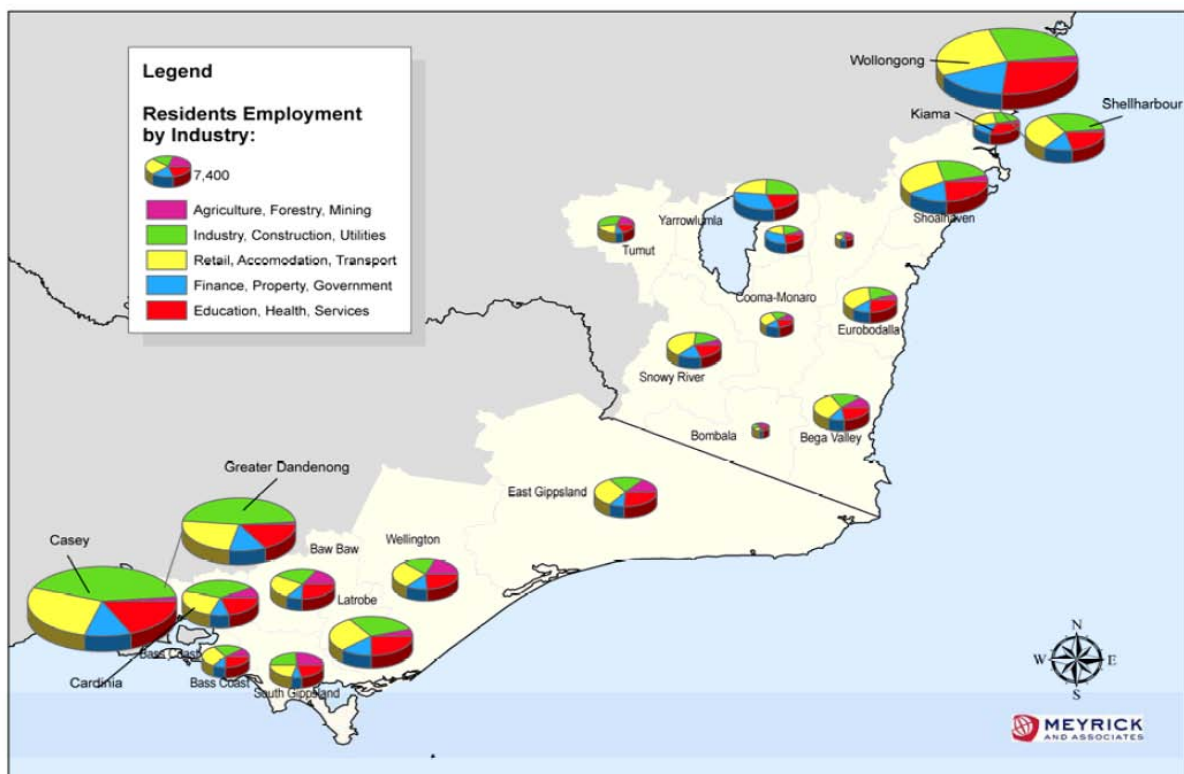 Legend
Residents Employment
by Industry:
7,400
Agriculture, Forestry, Mining
Industry, Construction, Utilities
Retail, Accomodation, Transport
Finance, Property, Government
Education, Health, Services
Wollongong
Shellharbour
Kiama
Shoalhaven
Yarrowlumla
Tumut
Cooma-Monaro
Eurobodalla
Snowy River
Bombala
Bega Valley
East Gippsland
Greater Dandenong
Casey
Baw Baw
Wellington
Latrobe
Bass Coast
Cardinia
Bass Coast
South Gippsland
N
W E
S
MEYRICK
AND ASSOCIATES